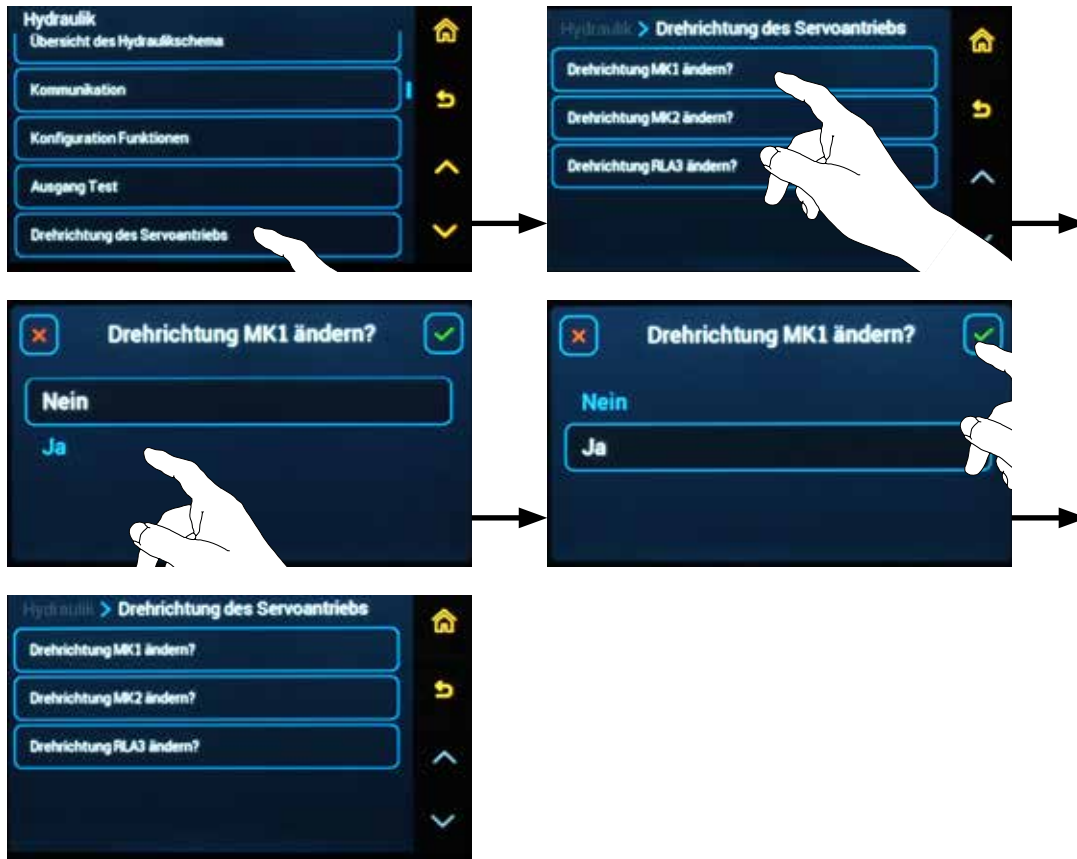 Hydraulik
Übersicht des Hydraulikschema
Kommunikation
Konfiguration Funktionen
Ausgang Test
Drehrichtung des Servoantriebs
Hydraulik > Drehrichtung des Servoantriebs
Drehrichtung MK1 ändern?
Drehrichtung MK2 ändern?
Drehrichtung RLA3 ändern?
Drehrichtung MK1 ändern?
Nein
Ja
Drehrichtung MK1 ändern?
Nein
Ja
Hydraulik > Drehrichtung des Servoantriebs
Drehrichtung MK1 ändern?
Drehrichtung MK2 ändern?
Drehrichtung RLA3 ändern?